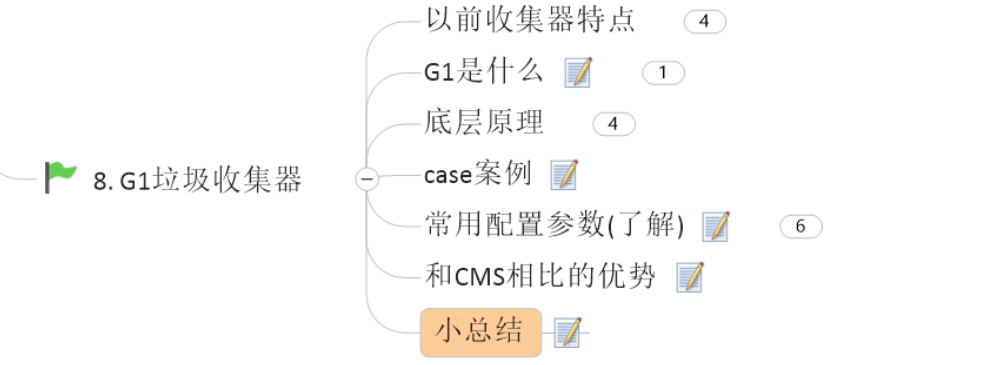 以前收集器特点 4
G1是什么 1
底层原理 4
8. G1垃圾收集器
case案例
常用配置参数(了解) 6
和CMS相比的优势
小总结